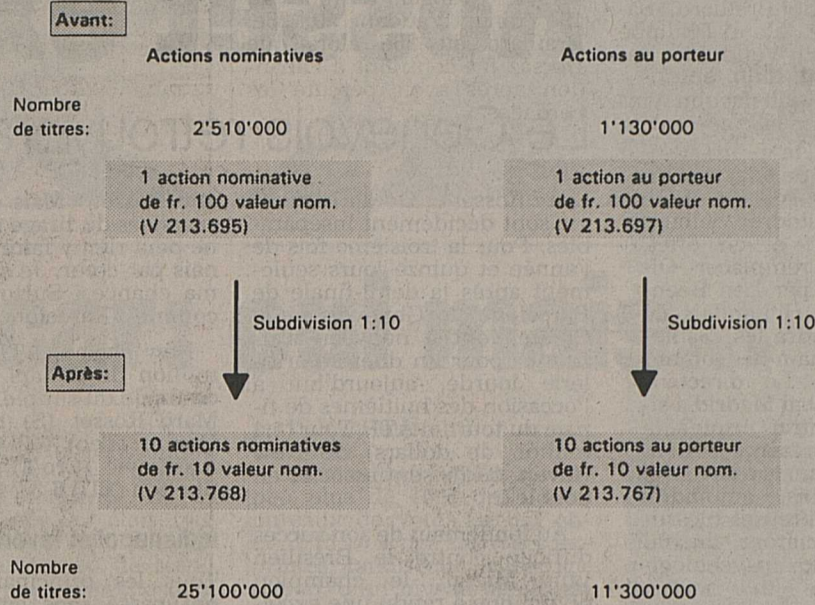 Avant:
Actions nominatives
Actions au porteur
Nombre
de titres:
2'510'000
1'130'000
1 action nominative
de fr. 100 valeur nom.
(V 213.695)
1 action au porteur
de fr. 100 valeur nom.
(V 213.697)
Subdivision 1:10
Subdivision 1:10
Après:
10 actions nominatives
de fr. 10 valeur nom.
(V 213.768)
10 actions au porteur
de fr. 10 valeur nom.
(V 213.767)
Nombre
de titres:
25'100'000
11'300'000